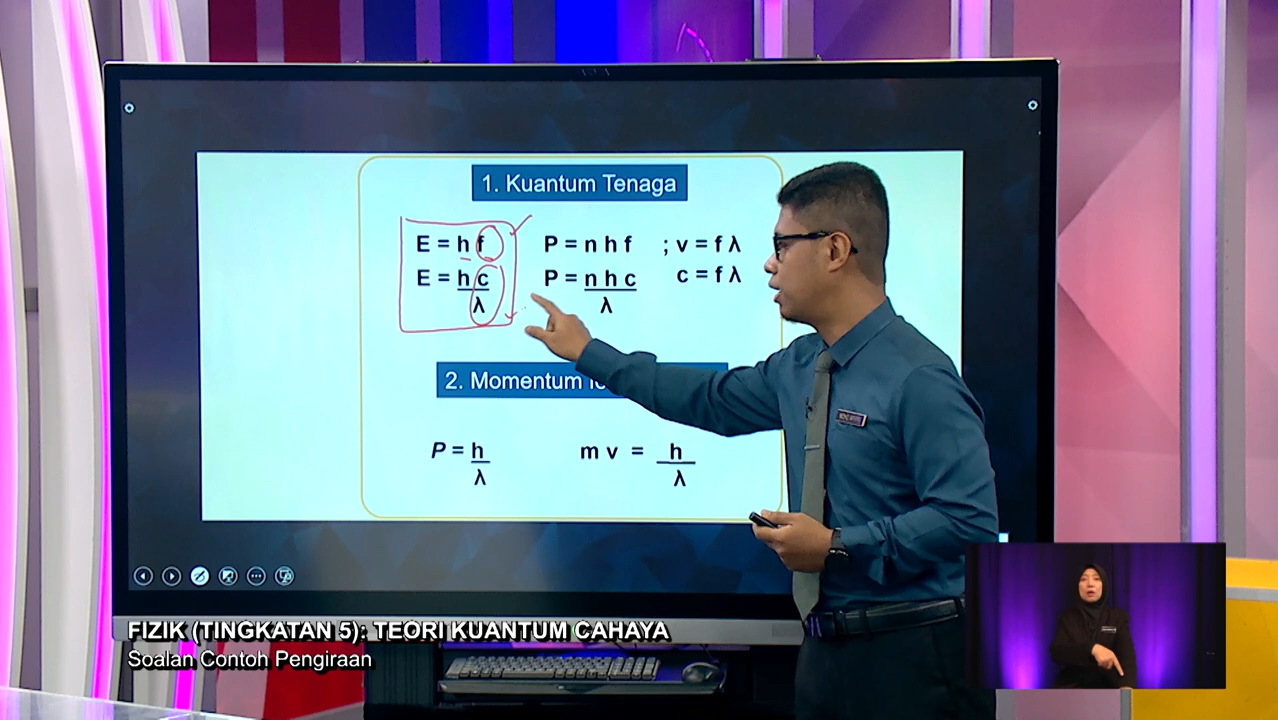 1. Kuantum Tenaga
E = h f P = n h f ; v = f λ
E = h c P = n h c c = f λ
λ λ
2. Momentum
P = h m v = h
λ λ
FIZIK (TINGKATAN 5): TEORI KUANTUM CAHAYA
Soalan Contoh Pengiraan